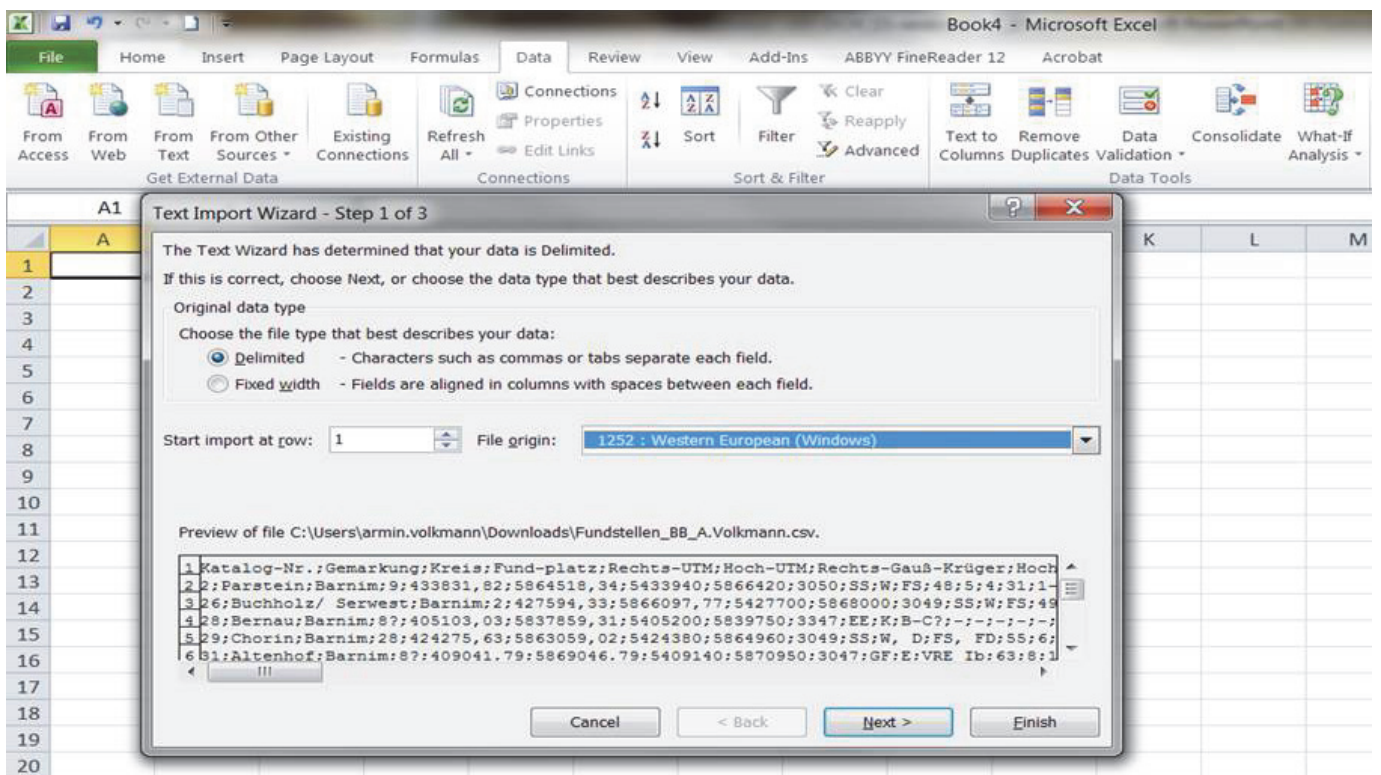 Book4 - Microsoft Excel
File Home Insert Page Layout Formulas Data Review View Add-Ins ABBYY FineReader 12 Acrobat
From Access
From Web
From Text
From Other Sources
Existing Connections
Get External Data
Refresh All
Connections
Properties
Edit Links
Connections
Sort
Filter
Clear
Reapply
Advanced
Sort & Filter
Text to Columns
Remove Duplicates
Data Validation
Consolidate
What-If Analysis
Data Tools
A1
Text Import Wizard - Step 1 of 3
A K L M
The Text Wizard has determined that your data is Delimited.
If this is correct, choose Next, or choose the data type that best describes your data.
Original data type
Choose the file type that best describes your data:
Delimited - Characters such as commas or tabs separate each field.
Fixed width - Fields are aligned in columns with spaces between each field.
Start import at row: 1 File origin: 1252 : Western European (Windows)
Preview of file C:\Users\armin.volkmann\Downloads\Fundstellen_BB_A.Volkmann.csv.
1 Katalog-Nr.;Gemarkung;Kreis;Fund-platz;Rechts-UTM;Hoch-UTM;Rechts-Gauß-Krüger;Hoch
2 2;Parstein;Barnim;9;433831,82;5864518,34;5433940;5866420;3050;SS;W;FS;48;5;4;31;1-
3 26;Buchholz/ Serwest;Barnim;2;427594,33;5866097,77;5427700;5868000;3049;SS;W;FS;49
4 28;Bernau;Barnim;8?;405103,03;5837859,31;5405200;5839750;3347;EE;K;B-C?;-;-;-;-;-;
5 29;Chorin;Barnim;28;424275,63;5863059,02;5424380;5864960;3049;SS;W, D;FS, FD;55;6;
6 31;Altenhof;Barnim;8?;409041,79;5869046,79;5409140;5870950;3047;GF;E;VRE Ib;63;8;1
Cancel < Back Next > Finish
1
2
3
4
5
6
7
8
9
10
11
12
13
14
15
16
17
18
19
20